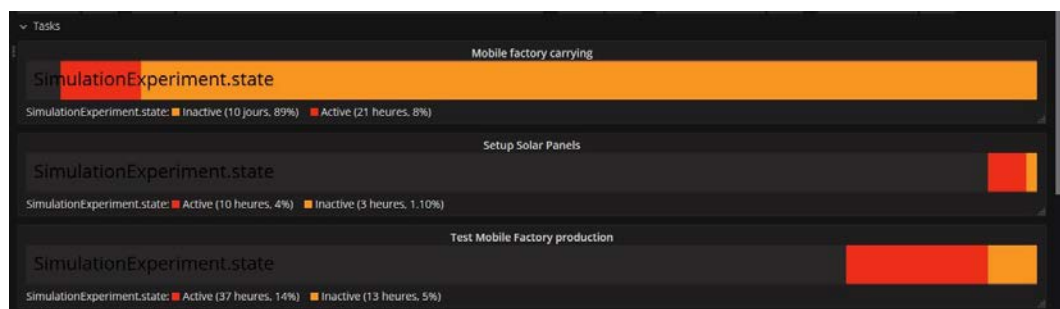 Tasks
Mobile factory carrying
SimulationExperiment.state
SimulationExperiment.state: Inactive (10 jours, 89%) Active (21 heures, 8%)
Setup Solar Panels
SimulationExperiment.state
SimulationExperiment.state: Active (10 heures, 4%) Inactive (3 heures, 1.10%)
Test Mobile Factory production
SimulationExperiment.state
SimulationExperiment.state: Active (37 heures, 14%) Inactive (13 heures, 5%)